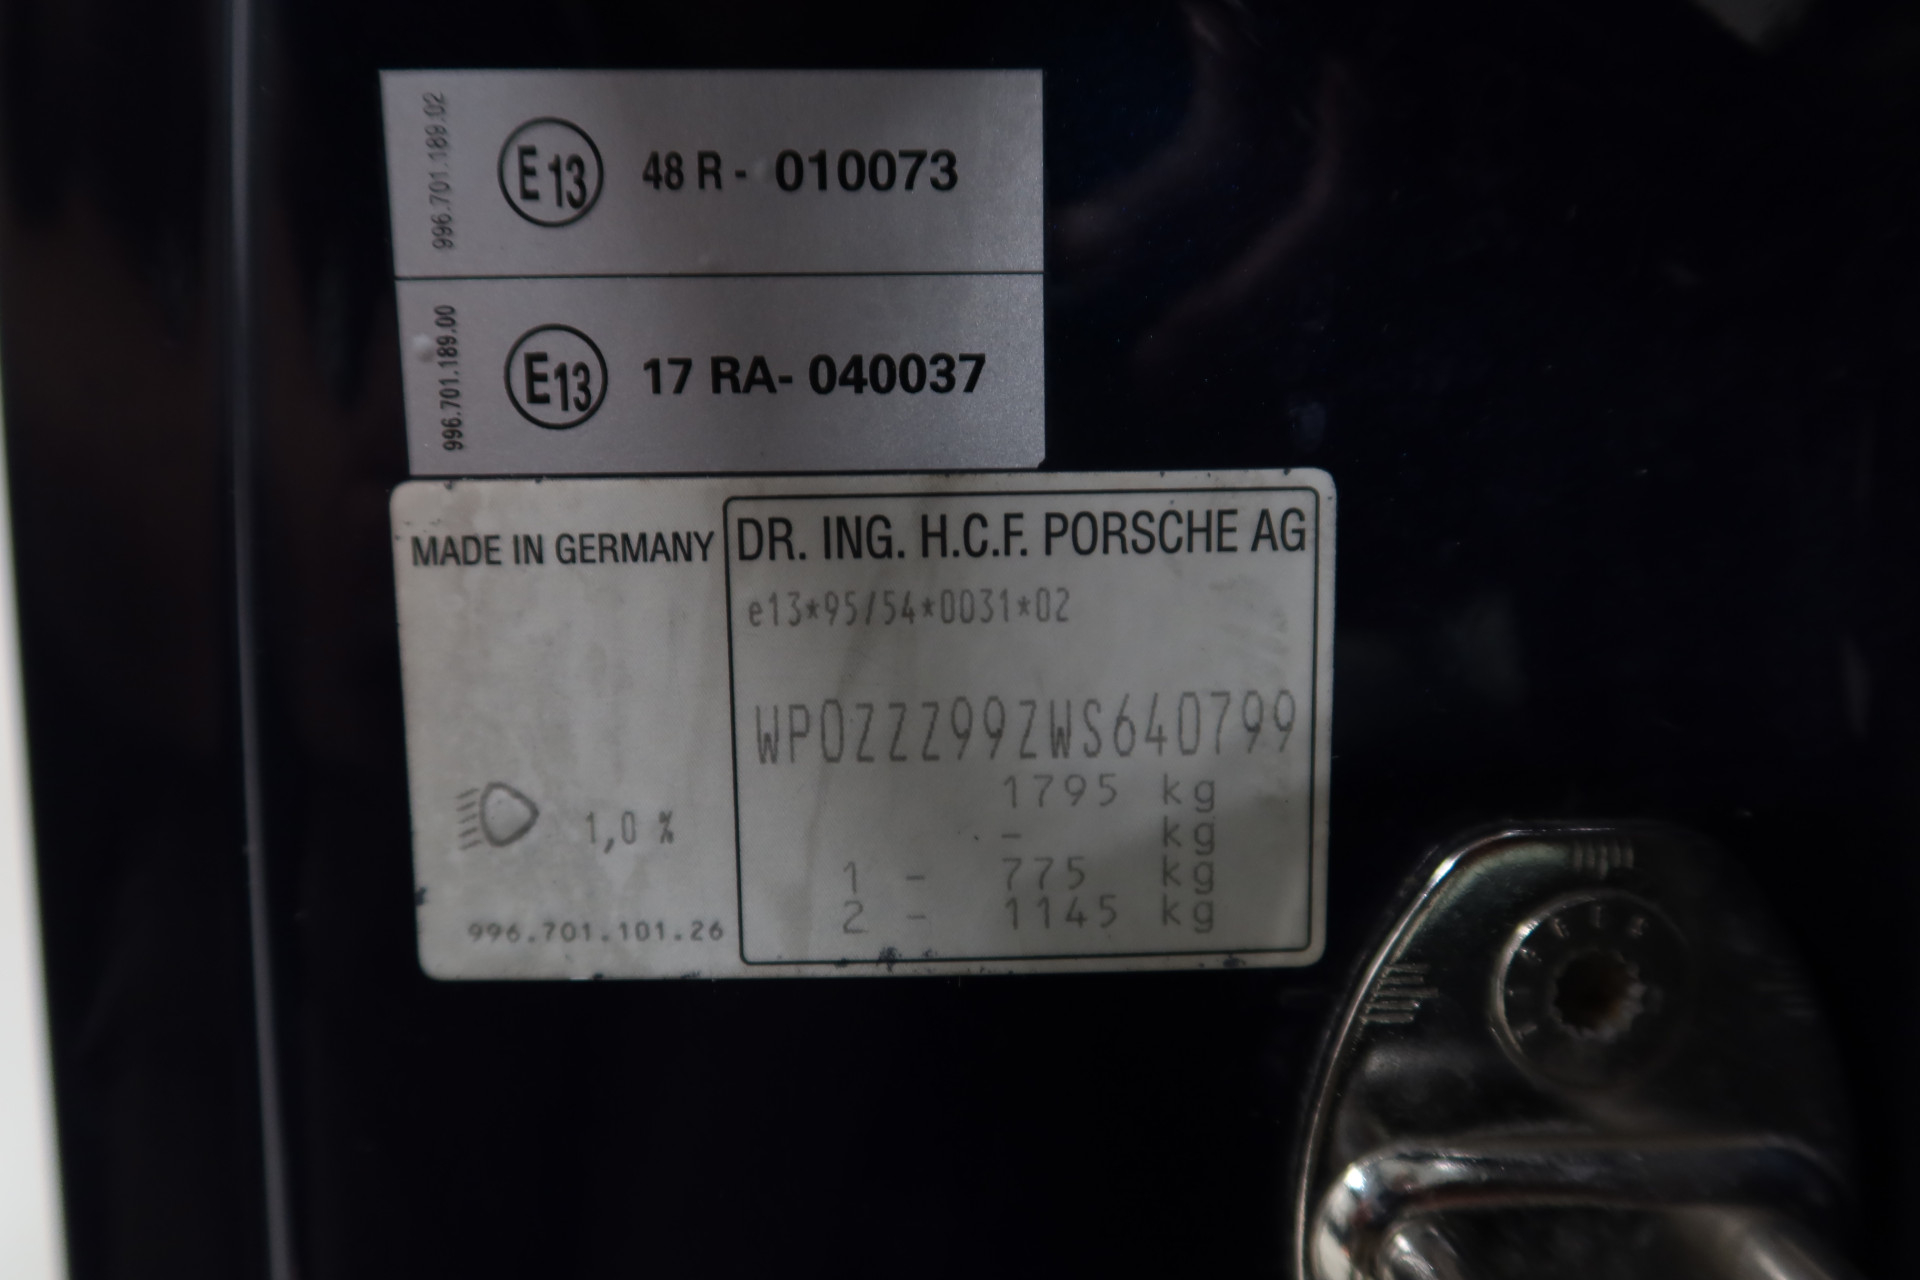 996.701.189.02
E13 48 R - 010073
996.701.189.00
E13 17 RA- 040037
MADE IN GERMANY
DR. ING. H.C.F. PORSCHE AG
e13*95/54*0031*02
WP0ZZZ99ZWS640799
1795 kg
- kg
1 - 775 kg
2 - 1145 kg
1,0 %
996.701.101.26